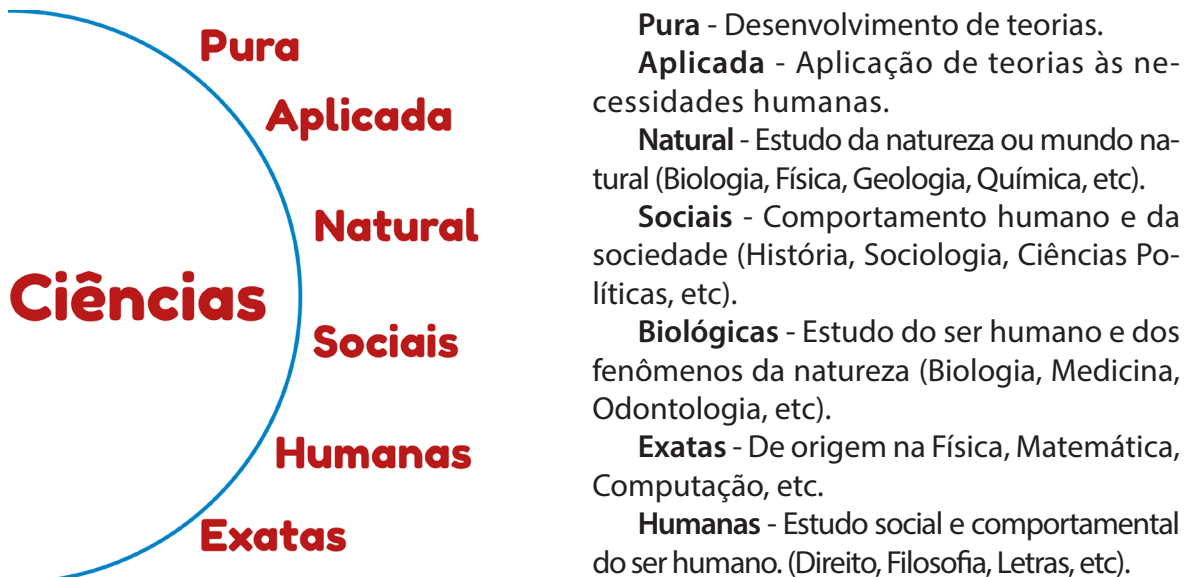 Pura
Aplicada
Natural
Ciências
Sociais
Humanas
Exatas
Pura - Desenvolvimento de teorias.
Aplicada - Aplicação de teorias às ne-
cessidades humanas.
Natural - Estudo da natureza ou mundo na-
tural (Biologia, Física, Geologia, Química, etc).
Sociais - Comportamento humano e da
sociedade (História, Sociologia, Ciências Po-
líticas, etc).
Biológicas - Estudo do ser humano e dos
fenômenos da natureza (Biologia, Medicina,
Odontologia, etc).
Exatas - De origem na Física, Matemática,
Computação, etc.
Humanas - Estudo social e comportamental
do ser humano. (Direito, Filosofia, Letras, etc).